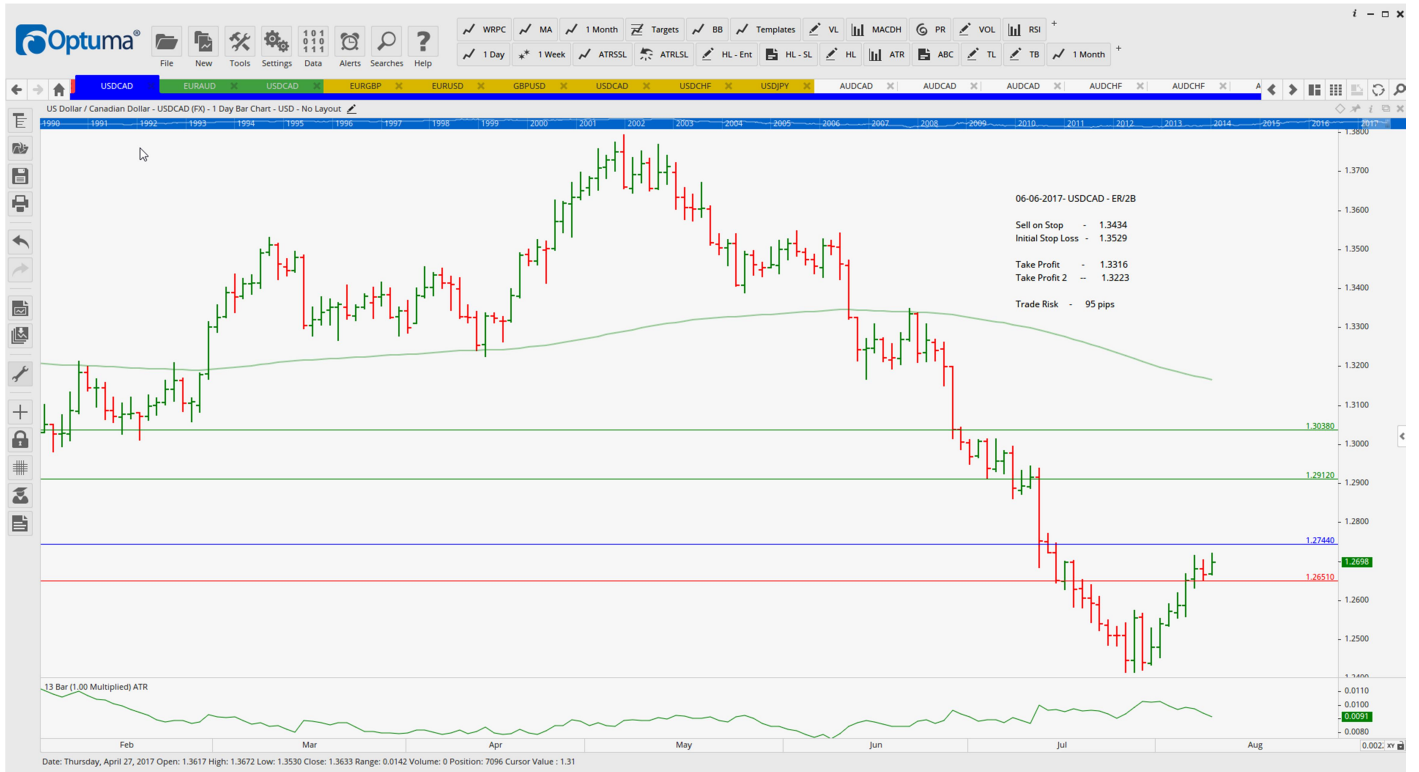 Optuma®
File New Tools Settings Data Alerts Searches Help
WRPC MA 1 Month Targets BB Templates VL MACDH PR VOL RSI +
1 Day 1 Week ATRSSL ATRLSL HL - Ent HL - SL HL ATR ABC TL TB 1 Month +
USDCAD EURAUD USDCAD EURGBP EURUSD GBPUSD USDCAD USDCHF USDJPY AUDCAD AUDCAD AUDCAD AUDCHF AUDCHF
US Dollar / Canadian Dollar - USDCAD (FX) - 1 Day Bar Chart - USD - No Layout
1990 1991 1992 1993 1994 1995 1996 1997 1998 1999 2000 2001 2002 2003 2004 2005 2006 2007 2008 2009 2010 2011 2012 2013 2014 2015 2016 2017
1.3800
1.3700
06-06-2017- USDCAD - ER/2B
1.3600
Sell on Stop - 1.3434
Initial Stop Loss - 1.3529
1.3500
Take Profit - 1.3316
Take Profit 2 -- 1.3223
1.3400
Trade Risk - 95 pips
1.3300
1.3200
1.3100
1.30380
1.3000
1.29120
1.2900
1.2800
1.27440
1.2698
1.26510
1.2600
1.2500
1.2400
13 Bar (1.00 Multiplied) ATR
0.0110
0.0100
0.0091
0.0080
Feb Mar Apr May Jun Jul Aug 0.002 XY
Date: Thursday, April 27, 2017 Open: 1.3617 High: 1.3672 Low: 1.3530 Close: 1.3633 Range: 0.0142 Volume: 0 Position: 7096 Cursor Value : 1.31